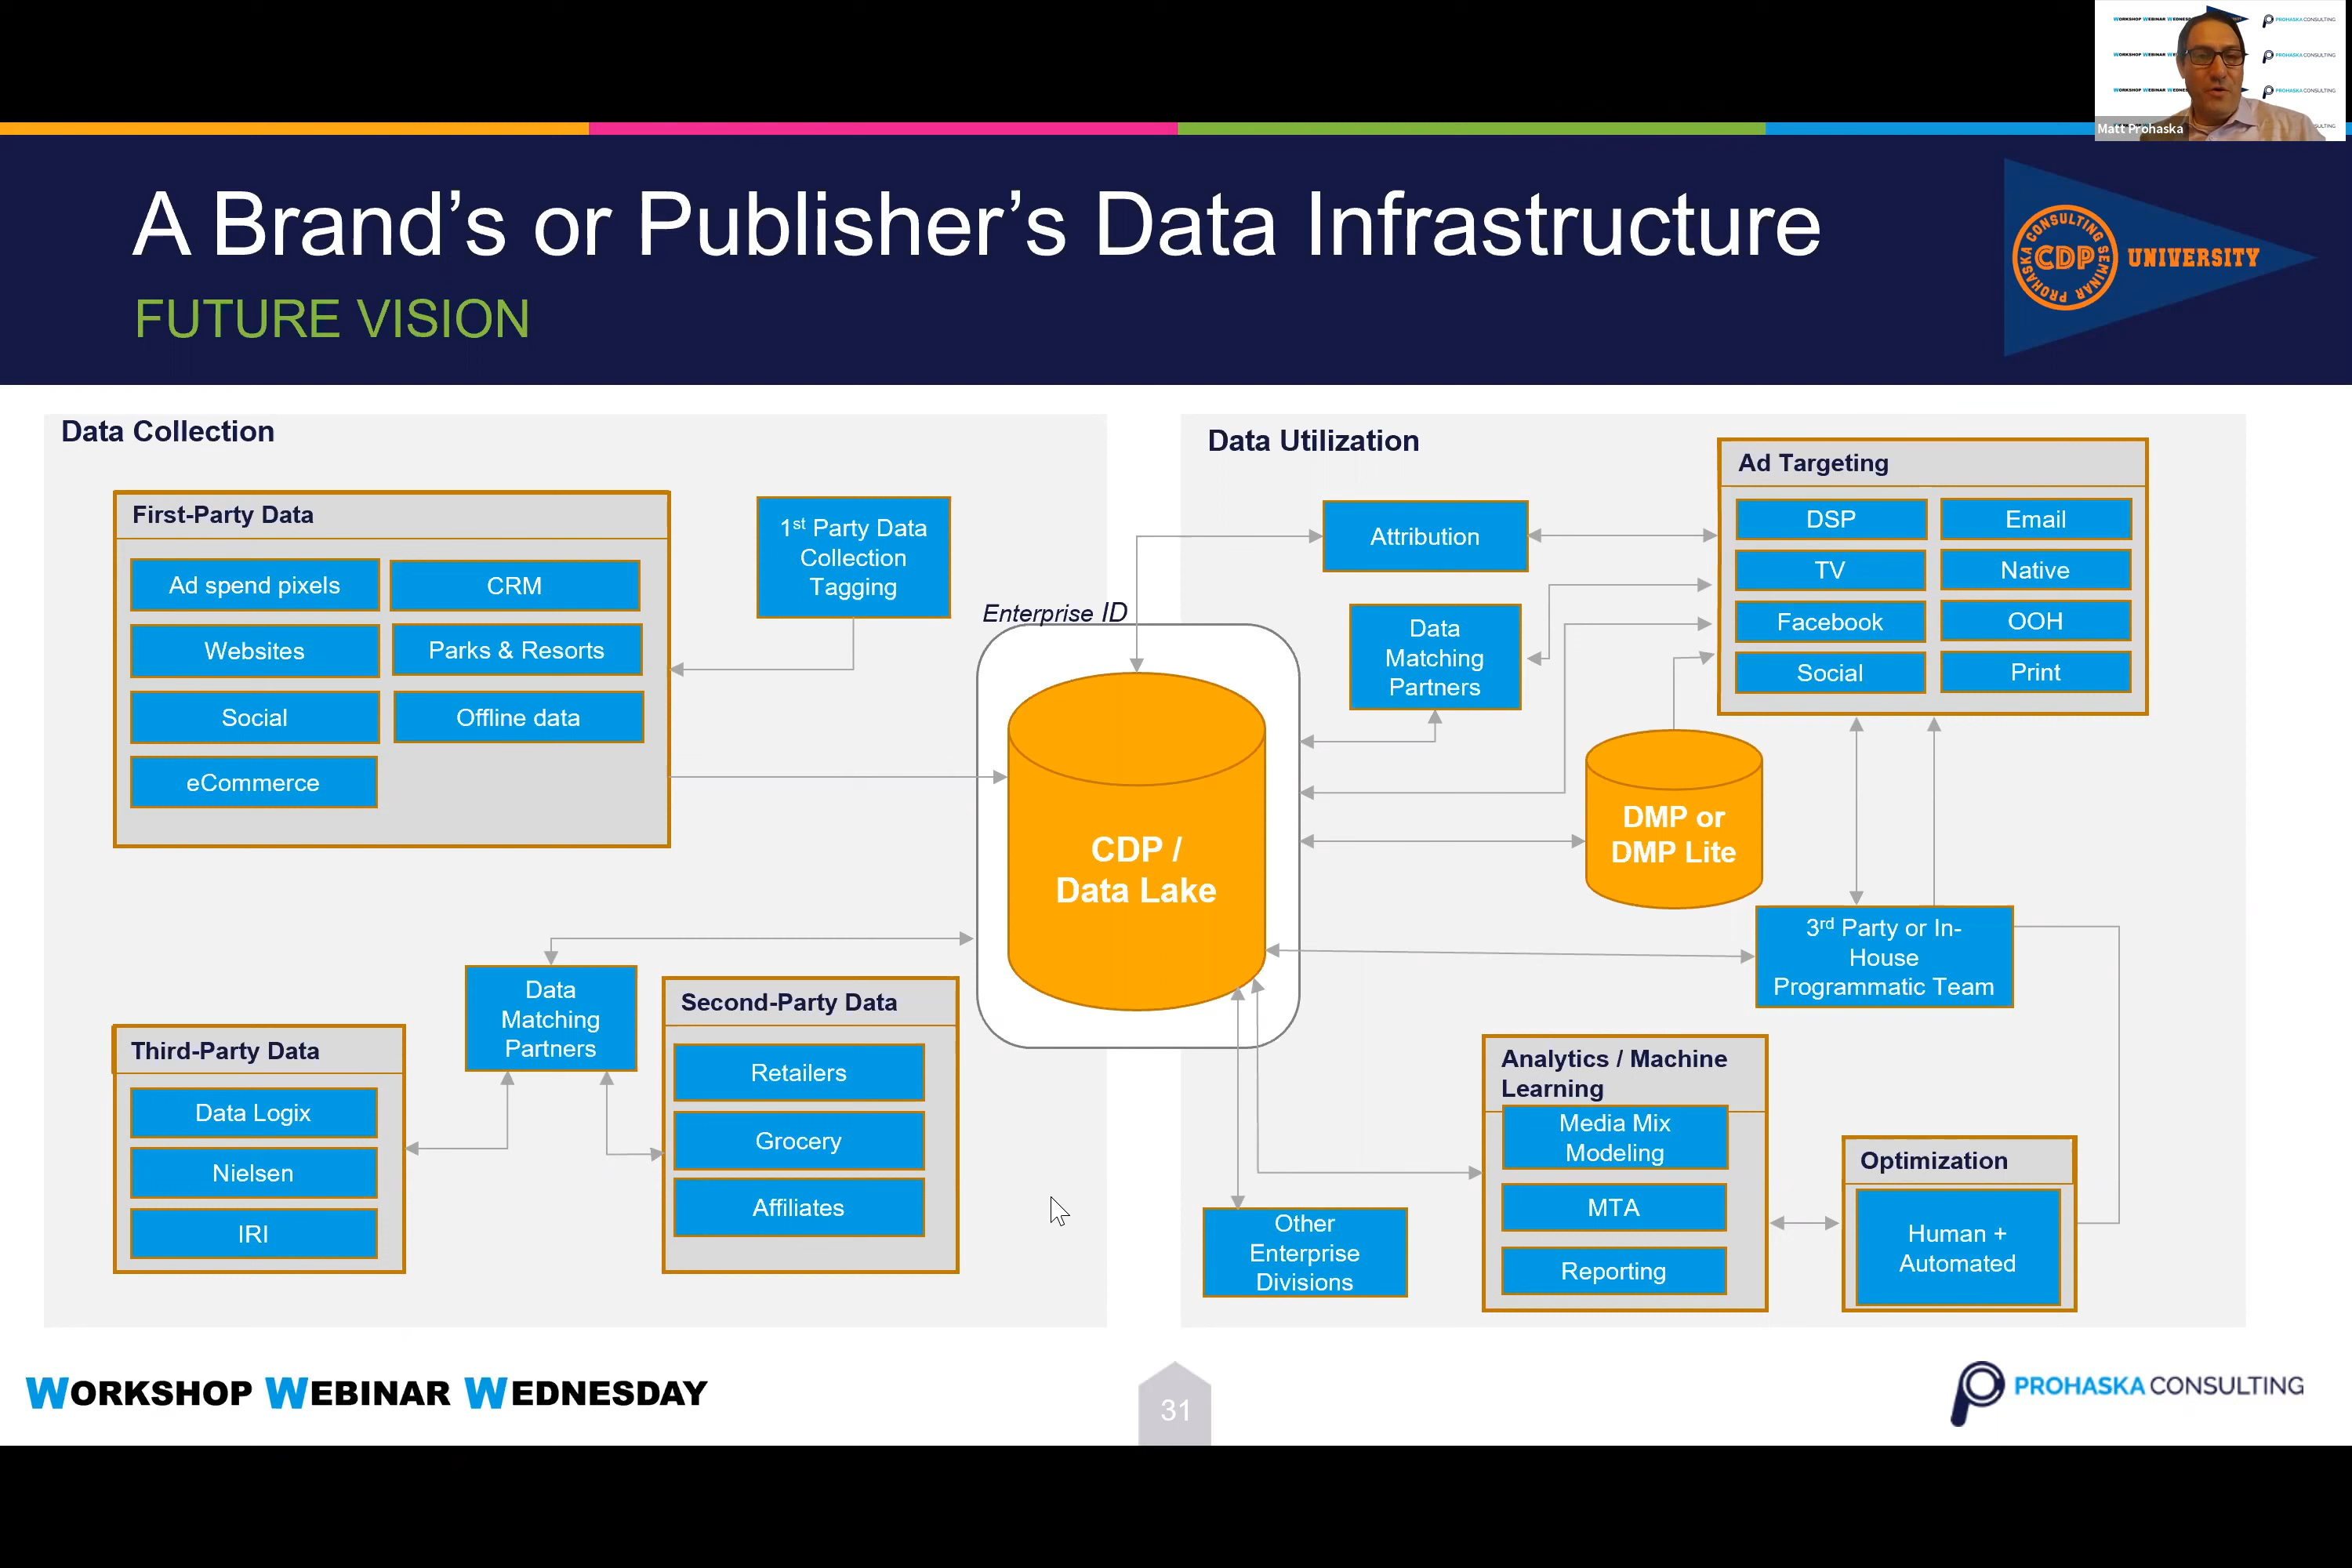 Matt Prohaska
A Brand’s or Publisher’s Data Infrastructure
FUTURE VISION
PROHASKA CONSULTING SEMINAR
CDP
UNIVERSITY
Data Collection
First-Party Data
Ad spend pixels
CRM
Websites
Parks & Resorts
Social
Offline data
eCommerce
1st Party Data
Collection
Tagging
Enterprise ID
CDP /
Data Lake
Data
Matching
Partners
Third-Party Data
Data Logix
Nielsen
IRI
Second-Party Data
Retailers
Grocery
Affiliates
Data Utilization
Attribution
Data
Matching
Partners
Ad Targeting
DSP
Email
TV
Native
Facebook
OOH
Social
Print
DMP or
DMP Lite
3rd Party or In-
House
Programmatic Team
Other
Enterprise
Divisions
Analytics / Machine
Learning
Media Mix
Modeling
MTA
Reporting
Optimization
Human +
Automated
WORKSHOP WEBINAR WEDNESDAY
31
PROHASKA CONSULTING